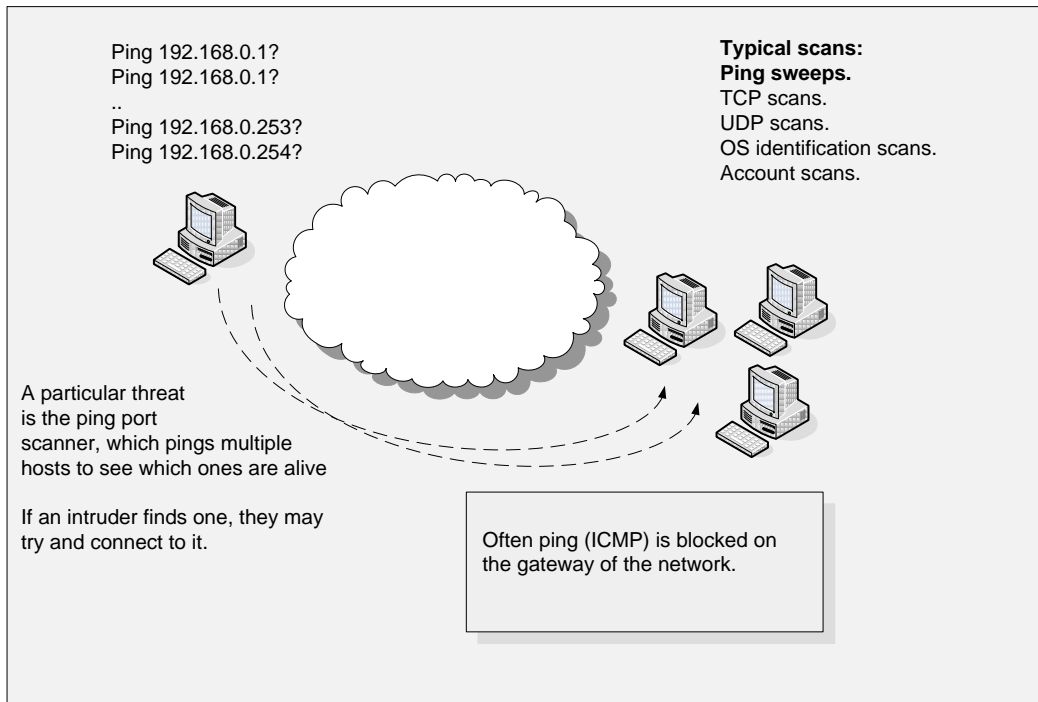 Ping 192.168.0.1?
Ping 192.168.0.1?
..
Ping 192.168.0.253?
Ping 192.168.0.254?
Typical scans:
Ping sweeps.
TCP scans.
UDP scans.
OS identification scans.
Account scans.
A particular threat
is the ping port
scanner, which pings multiple
hosts to see which ones are alive
If an intruder finds one, they may
try and connect to it.
Often ping (ICMP) is blocked on
the gateway of the network.